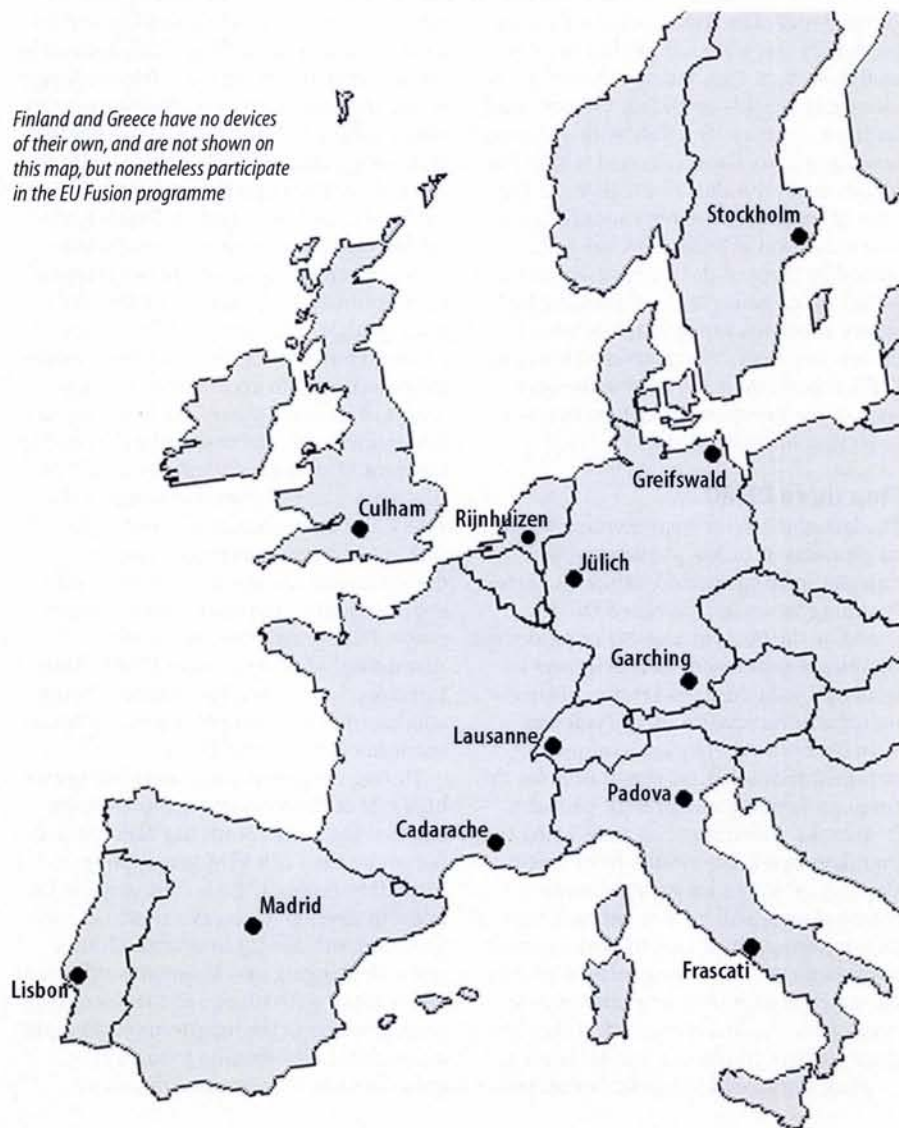 Finland and Greece have no devices
of their own, and are not shown on
this map, but nonetheless participate
in the EU Fusion programme
Stockholm
Greifswald
Culham
Rijnhuizen
Jülich
Garching
Lausanne
Padova
Cadarache
Madrid
Frascati
Lisbon